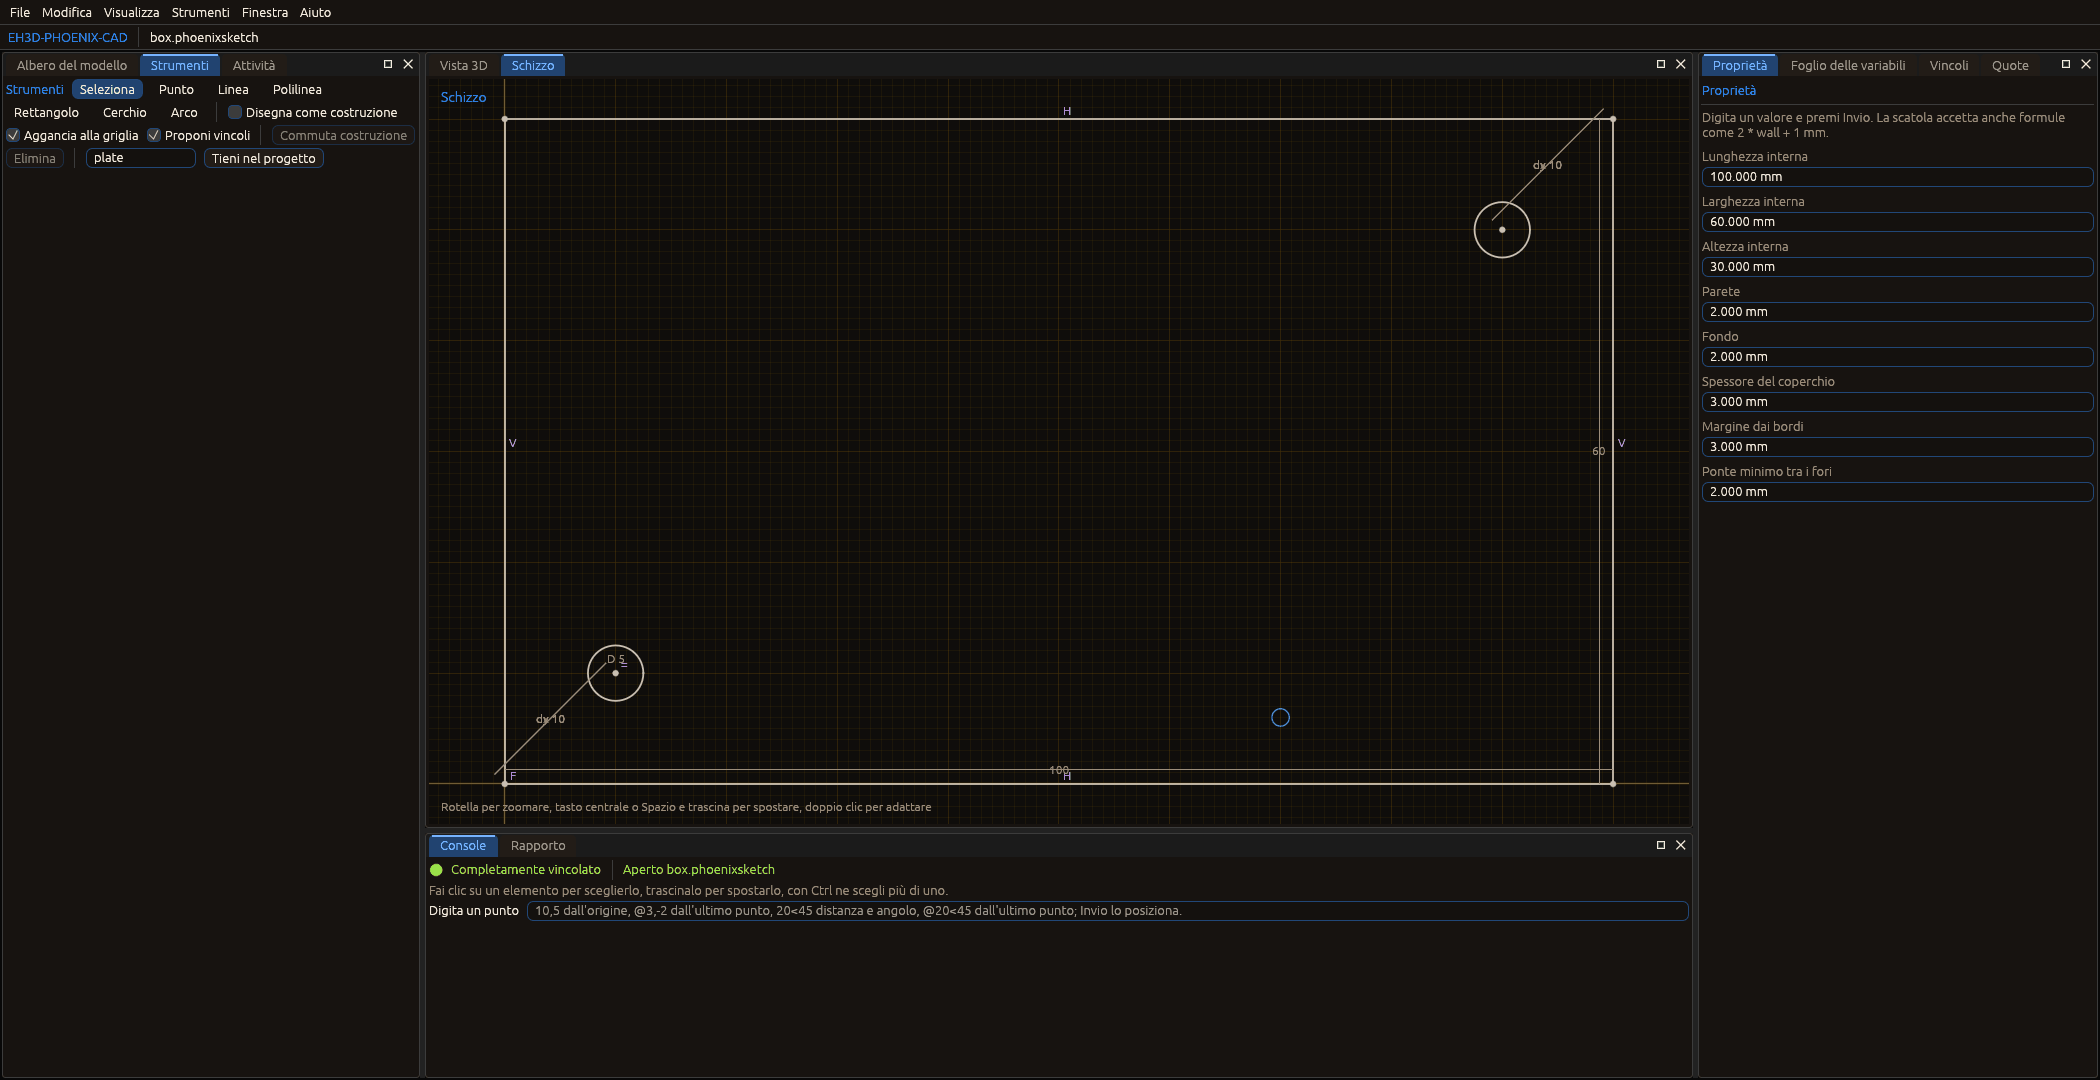 File Modifica Visualizza Strumenti Finestra Aiuto
EH3D-PHOENIX-CAD box.phoenixsketch
Albero del modello Strumenti Attività
Strumenti Seleziona Punto Linea Polilinea
Rettangolo Cerchio Arco Disegna come costruzione
Aggancia alla griglia Proponi vincoli Commuta costruzione
Elimina plate Tieni nel progetto
Vista 3D Schizzo
Schizzo
H
dx 10
V
V
60
D 5
=
dx 10
F
100
H
Rotella per zoomare, tasto centrale o Spazio e trascina per spostare, doppio clic per adattare
Console Rapporto
Completamente vincolato Aperto box.phoenixsketch
Fai clic su un elemento per sceglierlo, trascinalo per spostarlo, con Ctrl ne scegli più di uno.
Digita un punto 10,5 dall'origine, @3,-2 dall'ultimo punto, 20<45 distanza e angolo, @20<45 dall'ultimo punto; Invio lo posiziona.
Proprietà Foglio delle variabili Vincoli Quote
Proprietà
Digita un valore e premi Invio. La scatola accetta anche formule
come 2 * wall + 1 mm.
Lunghezza interna
100.000 mm
Larghezza interna
60.000 mm
Altezza interna
30.000 mm
Parete
2.000 mm
Fondo
2.000 mm
Spessore del coperchio
3.000 mm
Margine dai bordi
3.000 mm
Ponte minimo tra i fori
2.000 mm